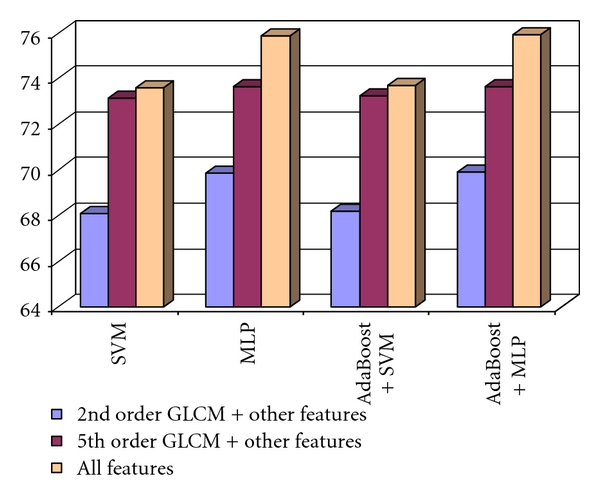 76
74
72
70
68
66
64
SVM
MLP
AdaBoost
+ SVM
AdaBoost
+ MLP
2nd order GLCM + other features
5th order GLCM + other features
All features